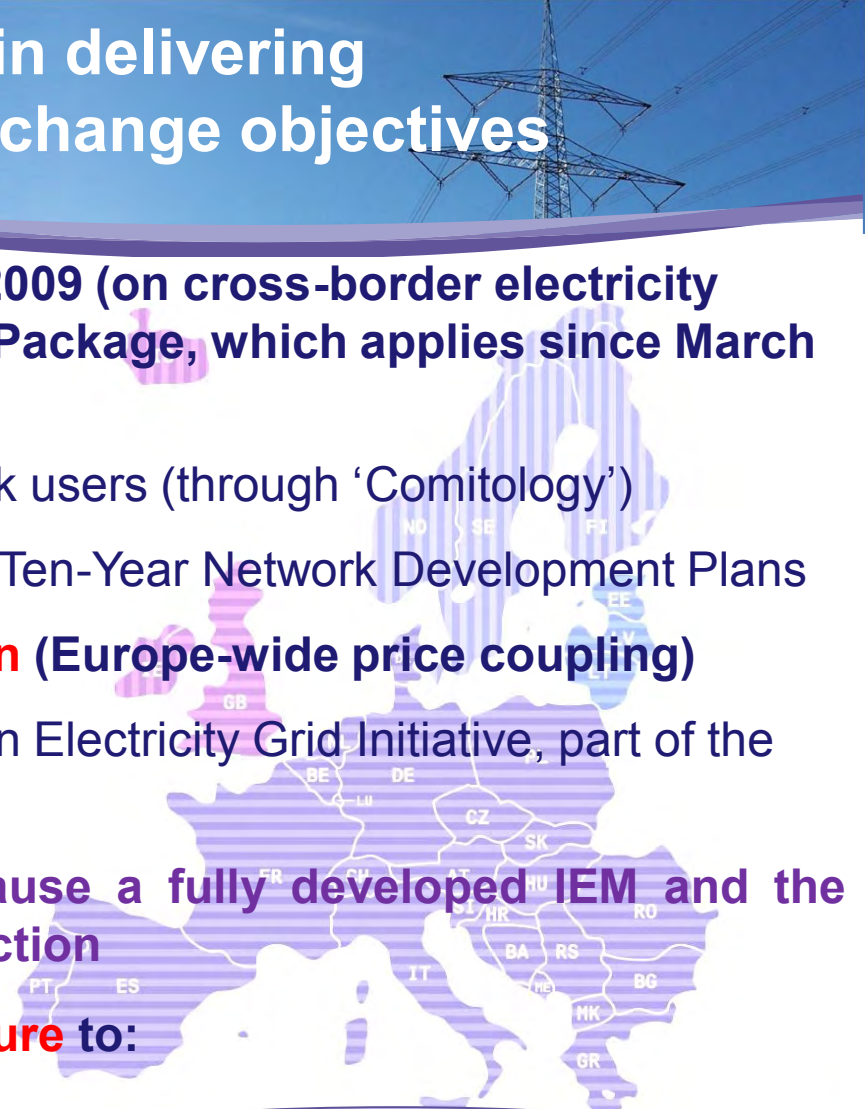 in delivering
change objectives
2009 (on cross-border electricity
Package, which applies since March
k users (through ‘Comitology’)
NO SE FI
Ten-Year Network Development Plans
EE
n (Europe-wide price coupling)
GB
n Electricity Grid Initiative, part of the
BE DE
LU
CZ
SK
ause a fully developed IEM and the
FR CH AT HU
SI HR RO
ction
BA RS
IT
PT ES ME BG
MK
ure to:
GR